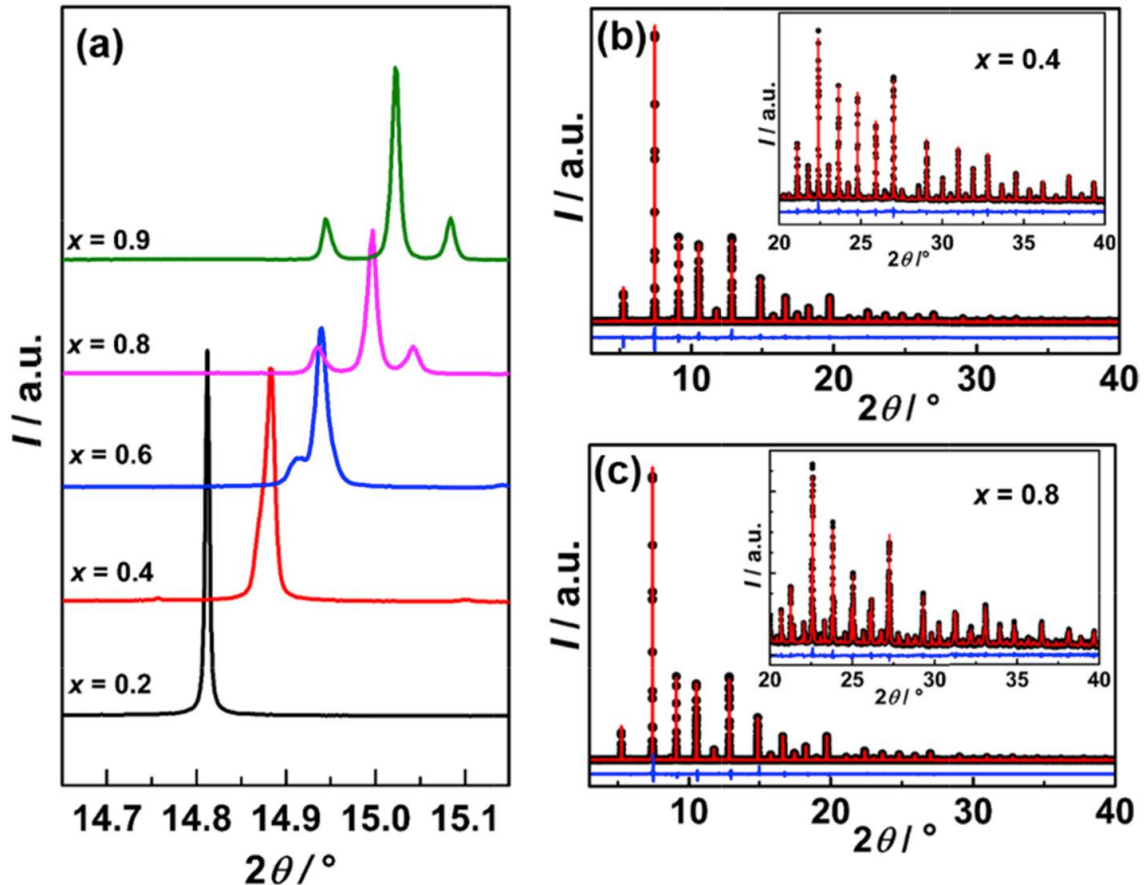 (a)
x = 0.9
x = 0.8
x = 0.6
x = 0.4
x = 0.2
I / a.u.
14.7 14.8 14.9 15.0 15.1
2θ / °
(b)
I / a.u.
x = 0.4
I / a.u.
20 25 30 35 40
2θ / °
10 20 30 40
2θ / °
(c)
I / a.u.
x = 0.8
I / a.u.
20 25 30 35 40
2θ / °
10 20 30 40
2θ / °